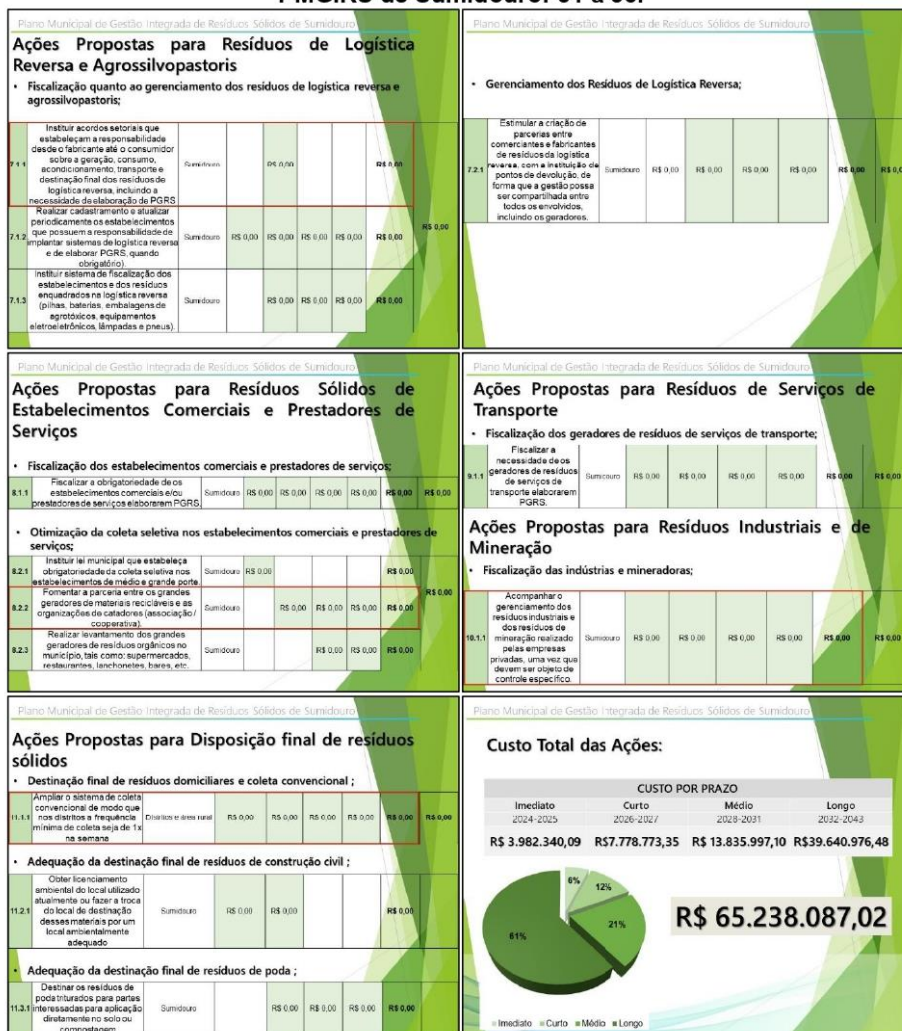 Plano Municipal de Gestão Integrada de Resíduos Sólidos de Sumidouro
Ações Propostas para Resíduos de Logística
Reversa e Agrossilvopastoris
• Fiscalização quanto ao gerenciamento dos resíduos de logística reversa e
agrossilvopastoris;
7.1.1 Instituir acordos setoriais que
estabeleçam a responsabilidade
desde o fabricante até o consumidor
sobre a geração, consumo,
acondicionamento, transporte e
destinação final dos resíduos de
logística reversa, incluindo a
necessidade de elaboração de PGRS
Sumidouro R$ 0,00 R$ 0,00
7.1.2 Realizar cadastramento e atualizar
periodicamente os estabelecimentos
que possuem a responsabilidade de
implantar sistemas de logística reversa
e de elaborar PGRS, quando
obrigatório).
Sumidouro R$ 0,00 R$ 0,00 R$ 0,00 R$ 0,00 R$ 0,00
R$ 0,00
7.1.3 Instituir sistema de fiscalização dos
estabelecimentos e dos resíduos
enquadrados na logística reversa
(pilhas, baterias, embalagens de
agrotóxicos, equipamentos
eletroeletrônicos, lâmpadas e pneus).
Sumidouro R$ 0,00 R$ 0,00 R$ 0,00 R$ 0,00
Plano Municipal de Gestão Integrada de Resíduos Sólidos de Sumidouro
• Gerenciamento dos Resíduos de Logística Reversa;
7.2.1 Estimular a criação de
parcerias entre
comerciantes e fabricantes
de resíduos da logística
reversa, com a instituição de
pontos de devolução, de
forma que a gestão possa
ser compartilhada entre
todos os envolvidos,
incluindo os geradores.
Sumidouro R$ 0,00 R$ 0,00 R$ 0,00 R$ 0,00 R$ 0,00
Plano Municipal de Gestão Integrada de Resíduos Sólidos de Sumidouro
Ações Propostas para Resíduos Sólidos de
Estabelecimentos Comerciais e Prestadores de
Serviços
• Fiscalização dos estabelecimentos comerciais e prestadores de serviços;
8.1.1 Fiscalizar a obrigatoriedade de os
estabelecimentos comerciais e/ou
prestadores de serviços elaborarem PGRS.
Sumidouro R$ 0,00 R$ 0,00 R$ 0,00 R$ 0,00 R$ 0,00 R$ 0,00
• Otimização da coleta seletiva nos estabelecimentos comerciais e prestadores de
serviços;
8.2.1 Instituir lei municipal que estabeleça
obrigatoriedade da coleta seletiva nos
estabelecimentos de médio e grande porte.
Sumidouro R$ 0,00 R$ 0,00
R$ 0,00
8.2.2 Fomentar a parceria entre os grandes
geradores de materiais recicláveis e as
organizações de catadores (associação /
cooperativa).
Sumidouro R$ 0,00 R$ 0,00 R$ 0,00 R$ 0,00
8.2.3 Realizar levantamento dos grandes
geradores de resíduos orgânicos no
município, tais como: supermercados,
restaurantes, lanchonetes, bares, etc.
Sumidouro R$ 0,00 R$ 0,00 R$ 0,00
Plano Municipal de Gestão Integrada de Resíduos Sólidos de Sumidouro
Ações Propostas para Resíduos de Serviços de
Transporte
• Fiscalização dos geradores de resíduos de serviços de transporte;
9.1.1 Fiscalizar a
necessidade de os
geradores de resíduos
de serviços de
transporte elaborarem
PGRS.
Sumidouro R$ 0,00 R$ 0,00 R$ 0,00 R$ 0,00 R$ 0,00 R$ 0,00
Ações Propostas para Resíduos Industriais e de
Mineração
• Fiscalização das indústrias e mineradoras;
10.1.1 Acompanhar o
gerenciamento dos
resíduos industriais e
dos resíduos de
mineração realizado
pelas empresas
privadas, uma vez que
devem ser objeto de
controle específico.
Sumidouro R$ 0,00 R$ 0,00 R$ 0,00 R$ 0,00 R$ 0,00 R$ 0,00
Plano Municipal de Gestão Integrada de Resíduos Sólidos de Sumidouro
Ações Propostas para Disposição final de resíduos
sólidos
• Destinação final de resíduos domiciliares e coleta convencional ;
11.1.1 Ampliar o sistema de coleta
convencional de modo que
nos distritos a frequência
mínima de coleta seja de 1x
na semana
Distritos e área rural R$ 0,00 R$ 0,00 R$ 0,00 R$ 0,00 R$ 0,00 R$ 0,00
• Adequação da destinação final de resíduos de construção civil ;
11.2.1 Obter licenciamento
ambiental do local utilizado
atualmente ou fazer a troca
do local de destinação
desses materiais por um
local ambientalmente
adequado
Sumidouro R$ 0,00 R$ 0,00 R$ 0,00
• Adequação da destinação final de resíduos de poda ;
11.3.1 Destinar os resíduos de
poda triturados para partes
interessadas para aplicação
diretamente no solo ou
compostagem
Sumidouro R$ 0,00 R$ 0,00 R$ 0,00 R$ 0,00
Plano Municipal de Gestão Integrada de Resíduos Sólidos de Sumidouro
Custo Total das Ações:
CUSTO POR PRAZO
Imediato Curto Médio Longo
2024-2025 2026-2027 2028-2031 2032-2043
R$ 3.982.340,09 R$7.778.773,35 R$ 13.835.997,10 R$39.640.976,48
6%
12%
21%
61%
R$ 65.238.087,02
Imediato Curto Médio Longo